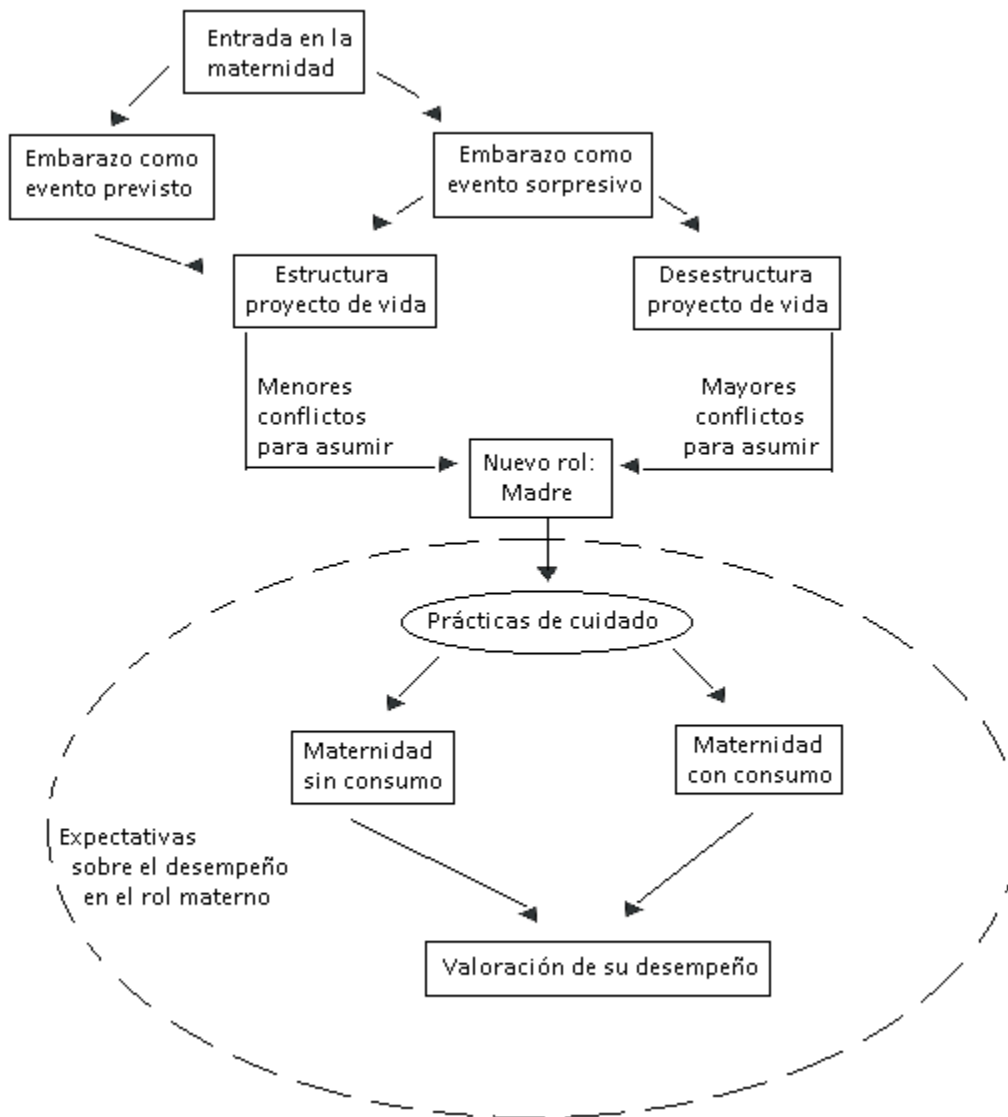 Entrada en la
maternidad
Embarazo como
evento previsto
Embarazo como
evento sorpresivo
Estructura
proyecto de vida
Desestructura
proyecto de vida
Menores
conflictos
para asumir
Mayores
conflictos
para asumir
Nuevo rol:
Madre
Prácticas de cuidado
Maternidad
sin consumo
Maternidad
con consumo
Expectativas
sobre el desempeño
en el rol materno
Valoración de su desempeño